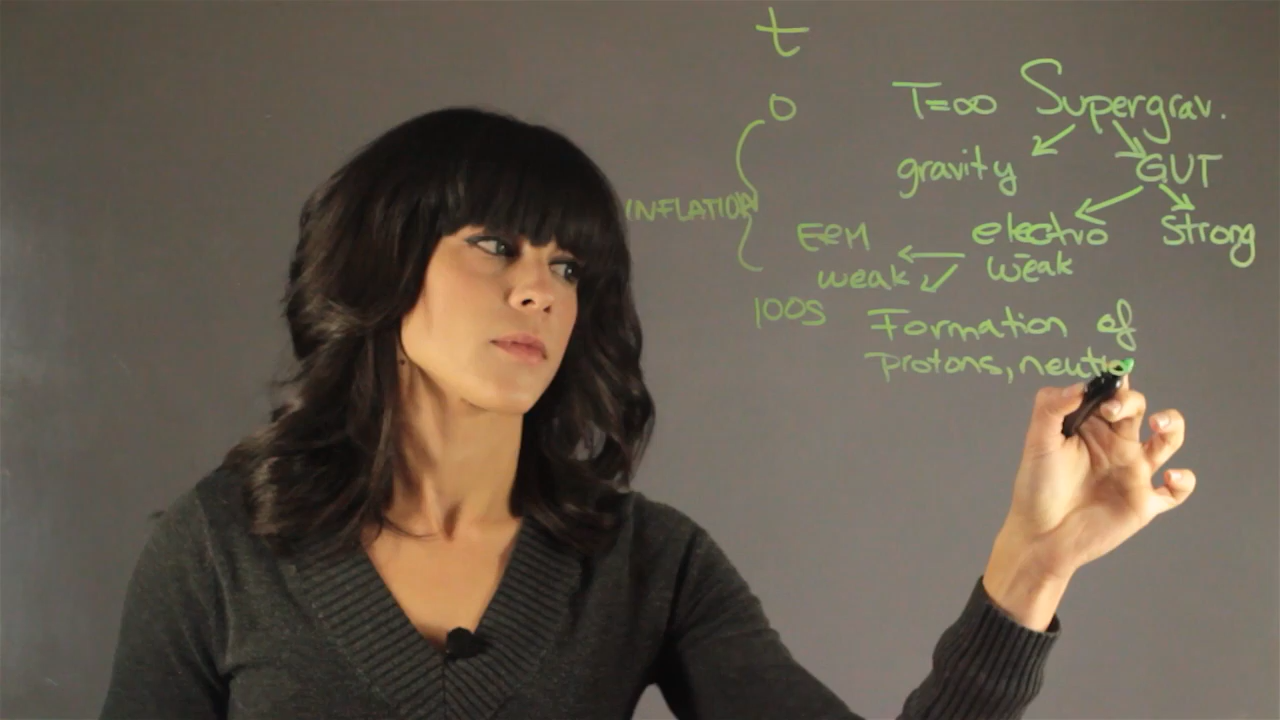 t
0 T=∞ Supergrav.
gravity GUT
INFLATION
E&M electro Strong
weak weak
100s Formation of
protons, neutro